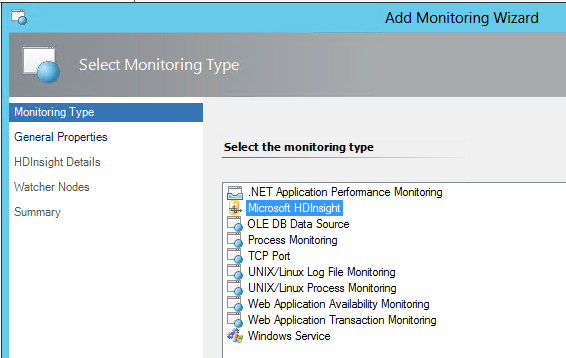 Add Monitoring Wizard
Select Monitoring Type
Monitoring Type
General Properties
HDInsight Details
Watcher Nodes
Summary
Select the monitoring type
.NET Application Performance Monitoring
Microsoft HDInsight
OLE DB Data Source
Process Monitoring
TCP Port
UNIX/Linux Log File Monitoring
UNIX/Linux Process Monitoring
Web Application Availability Monitoring
Web Application Transaction Monitoring
Windows Service